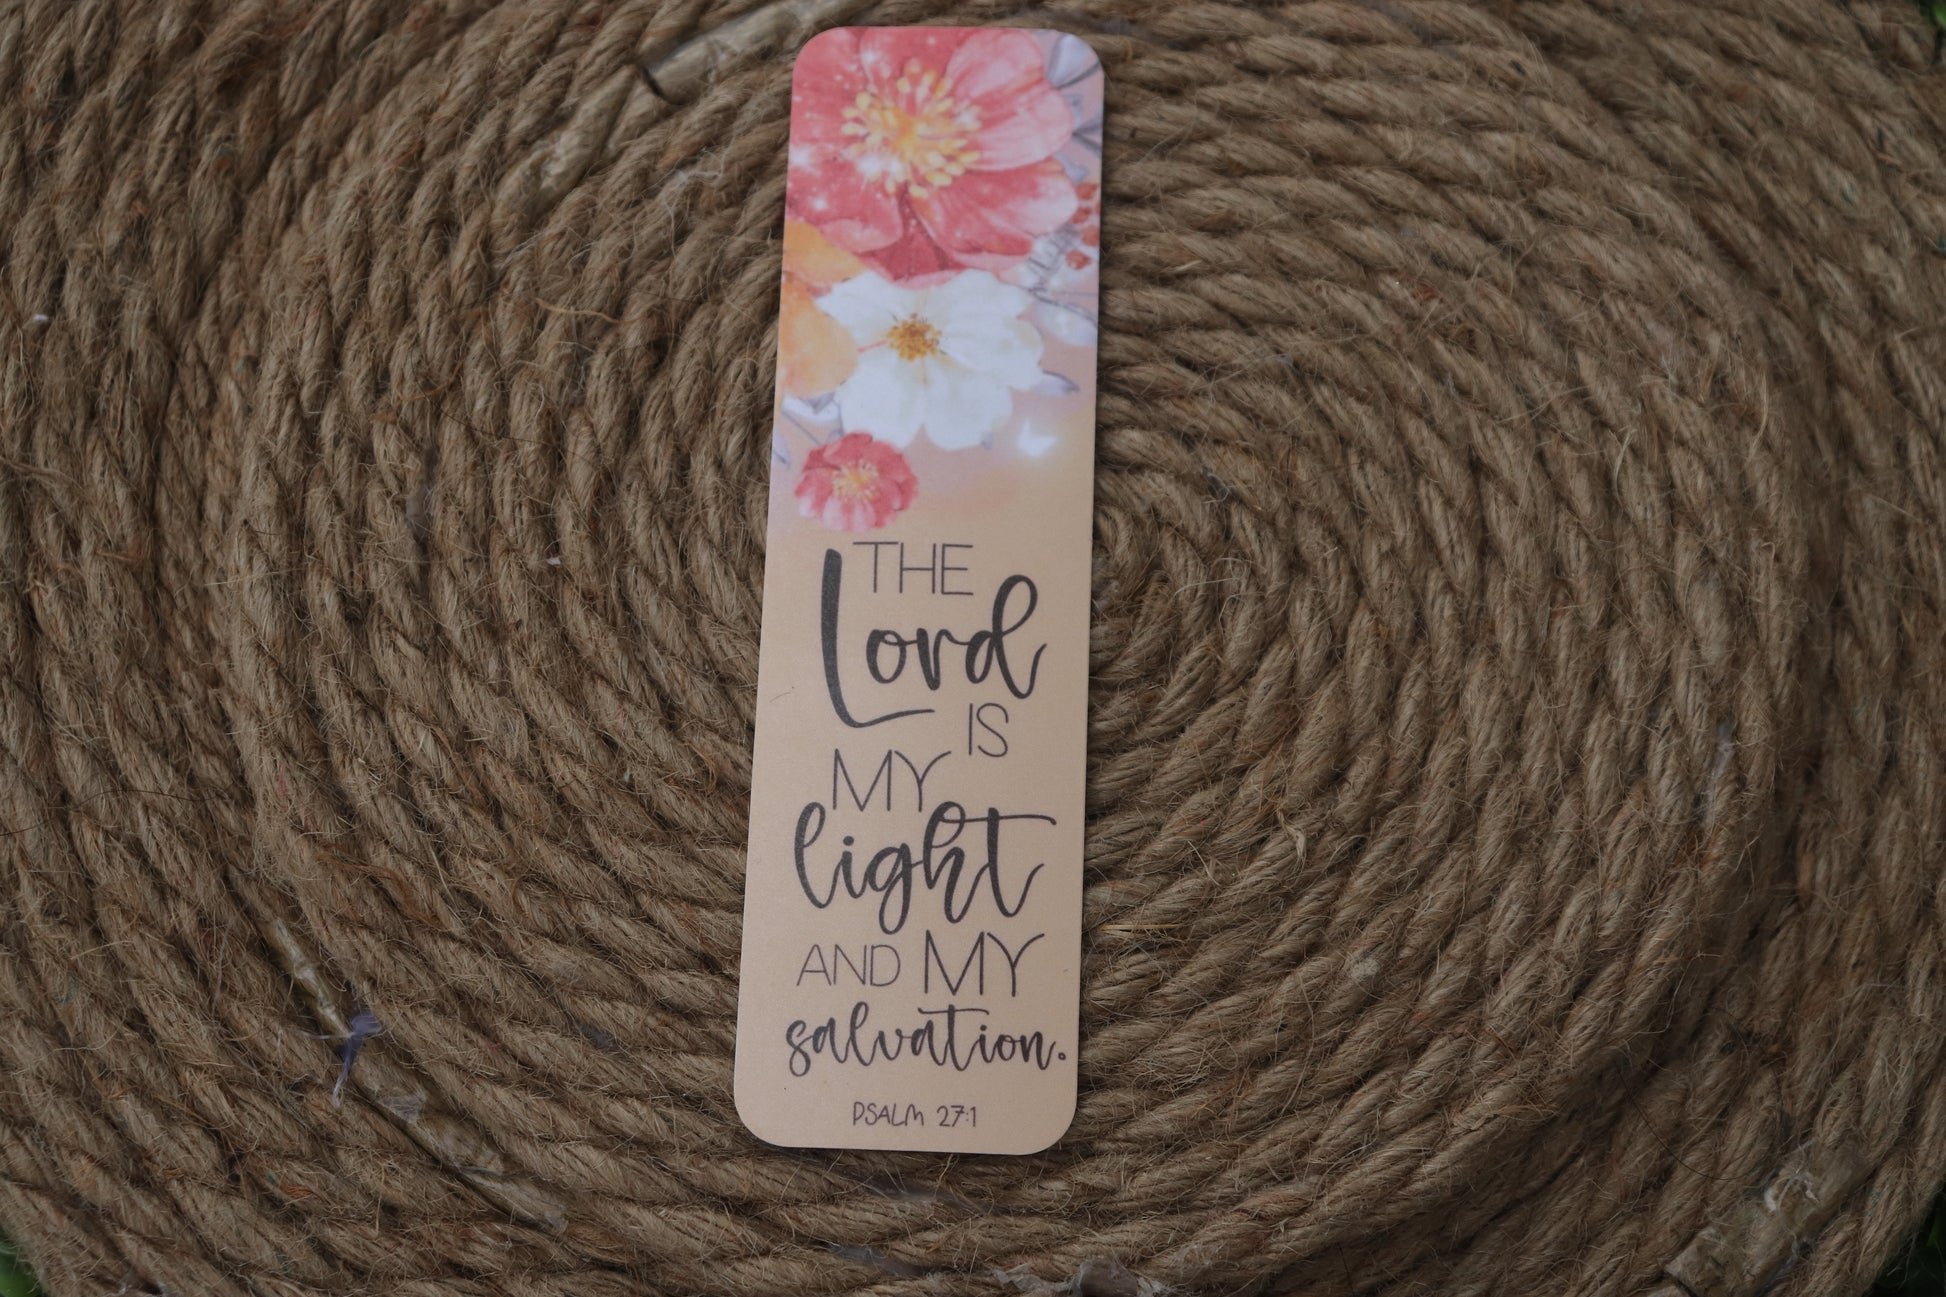 THE
Lord
IS
MY
light
AND MY
salvation.
PSALM 27:1